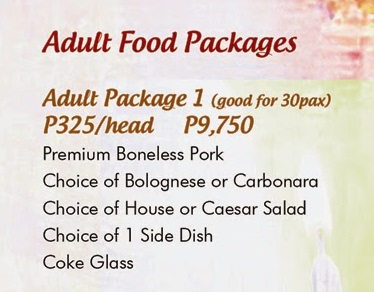 Adult Food Packages
Adult Package 1 (good for 30pax)
P325/head P9,750
Premium Boneless Pork
Choice of Bolognese or Carbonara
Choice of House or Caesar Salad
Choice of 1 Side Dish
Coke Glass